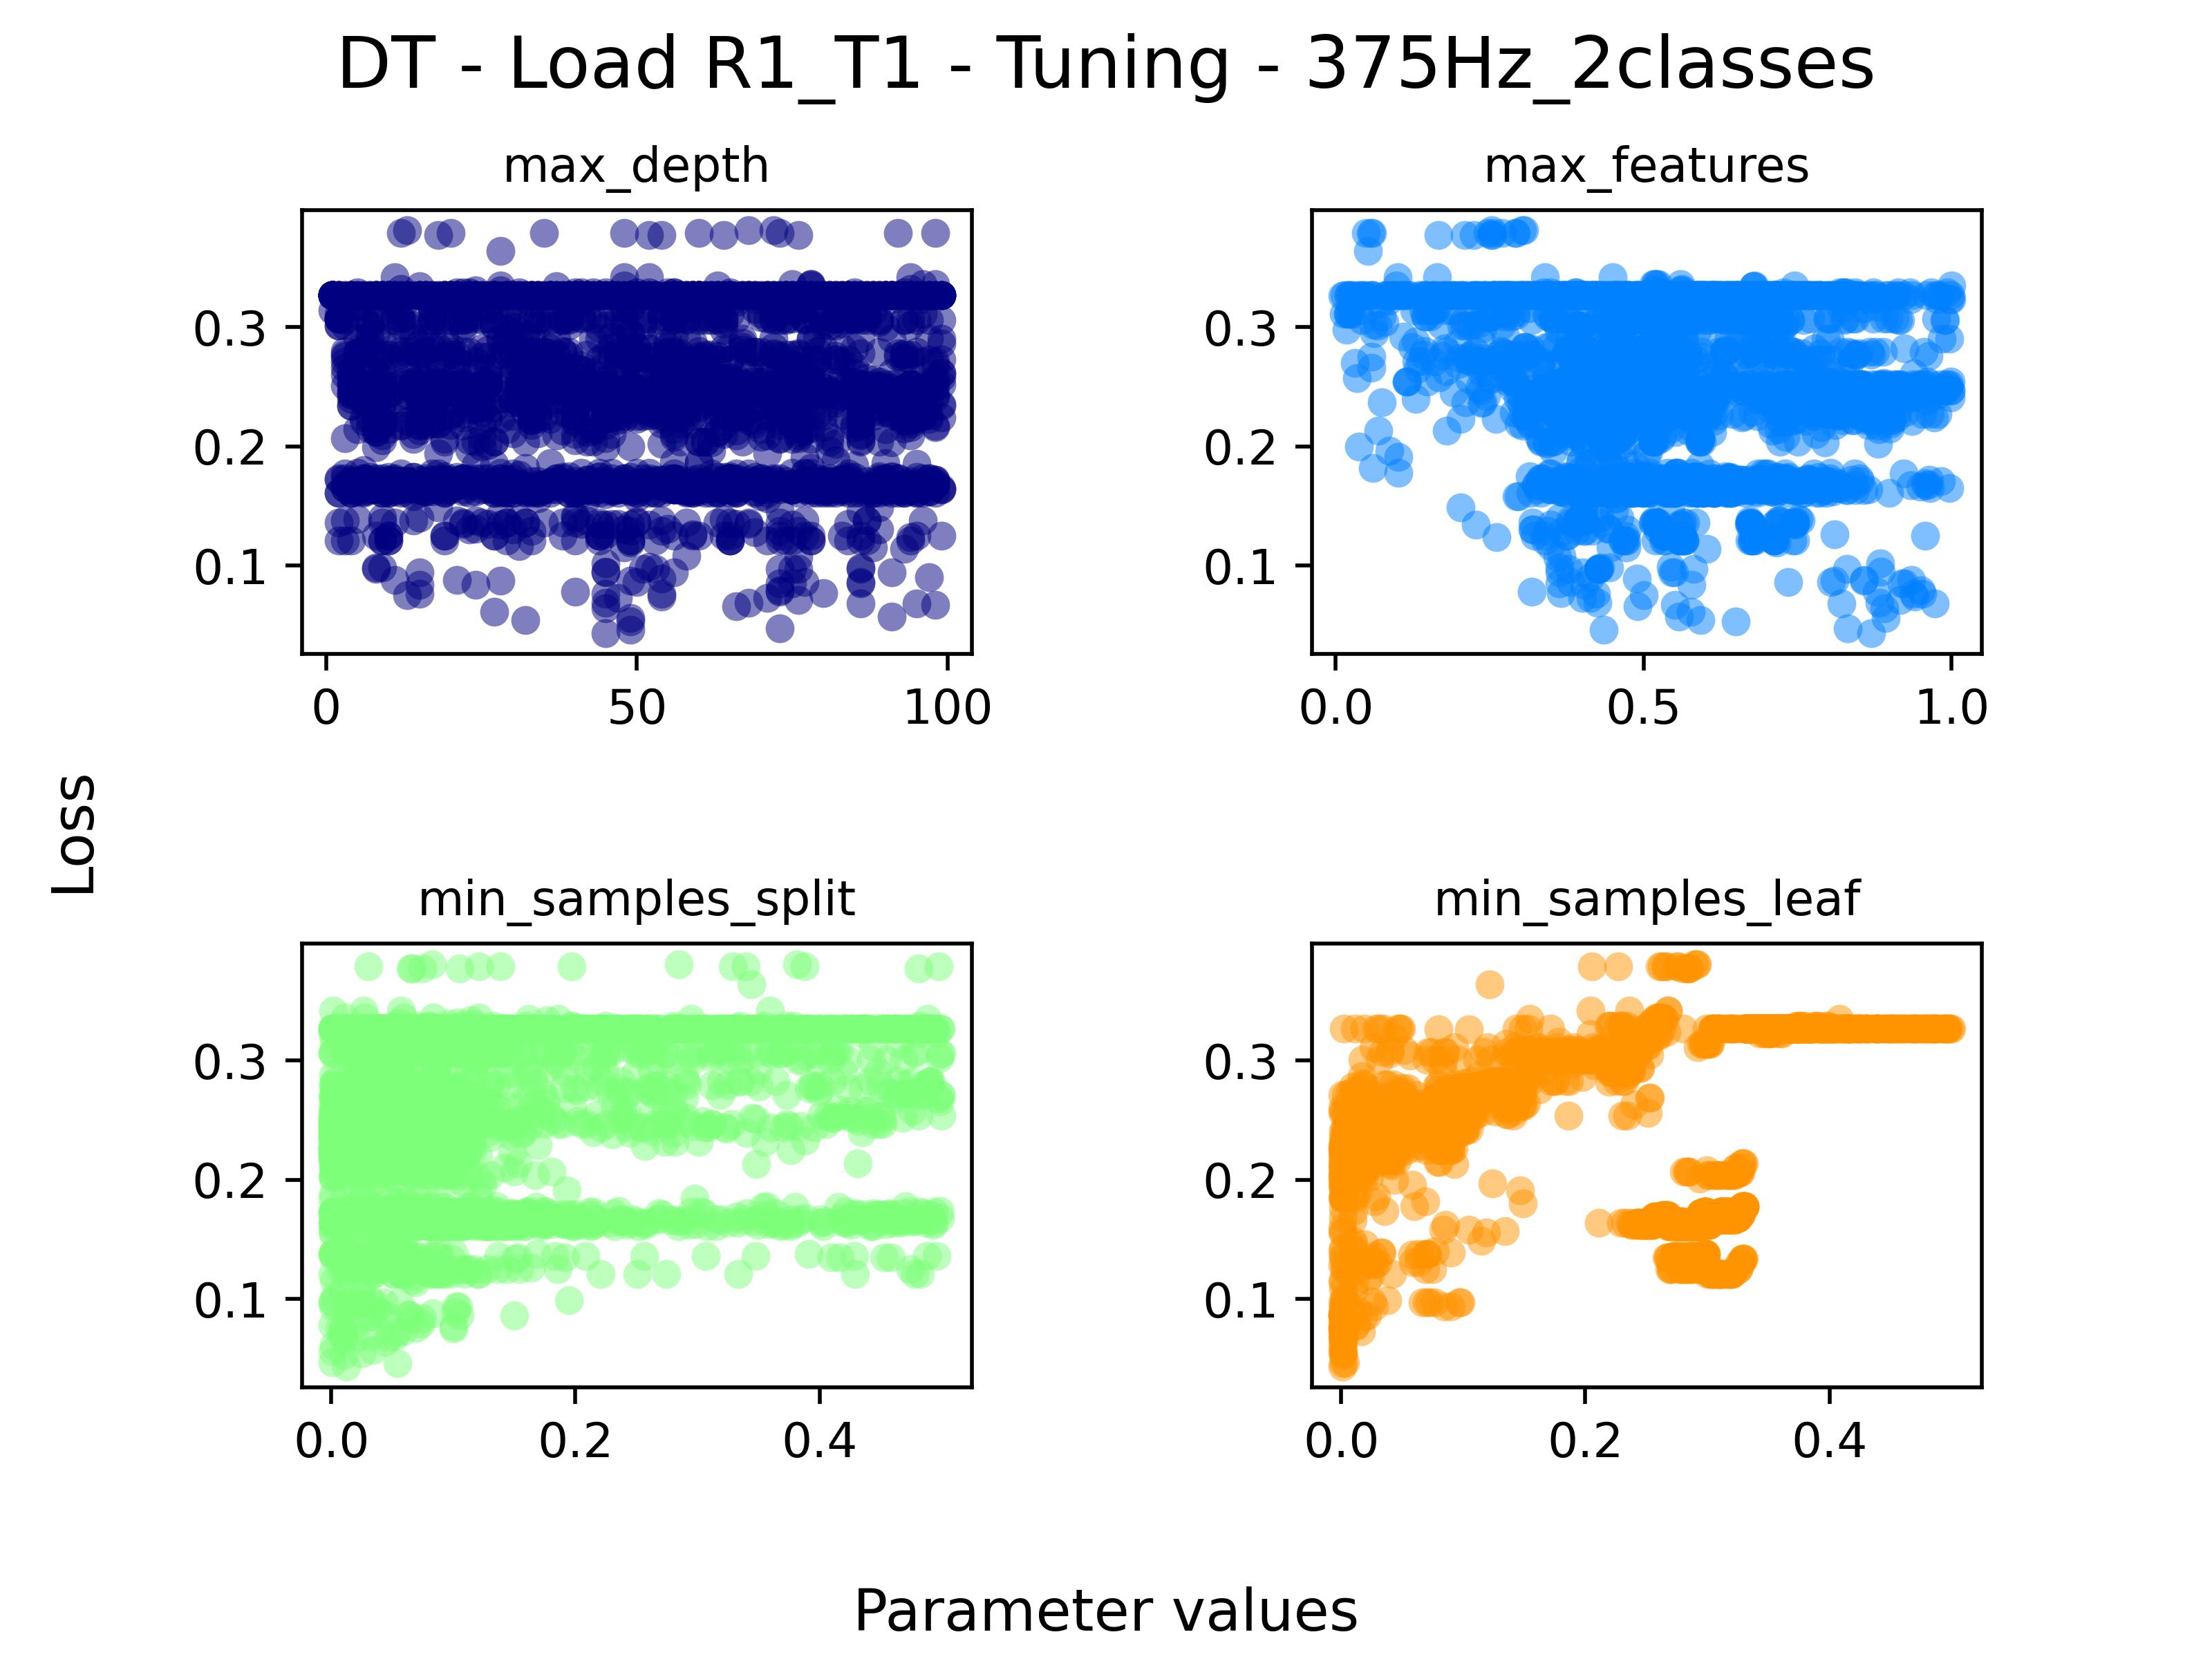 DT - Load R1_T1 - Tuning - 375Hz_2classes
max_depth
max_features
0.3
0.2
0.1
0 50 100
0.3
0.2
0.1
0.0 0.5 1.0
Loss
min_samples_split
min_samples_leaf
0.3
0.2
0.1
0.0 0.2 0.4
0.3
0.2
0.1
0.0 0.2 0.4
Parameter values